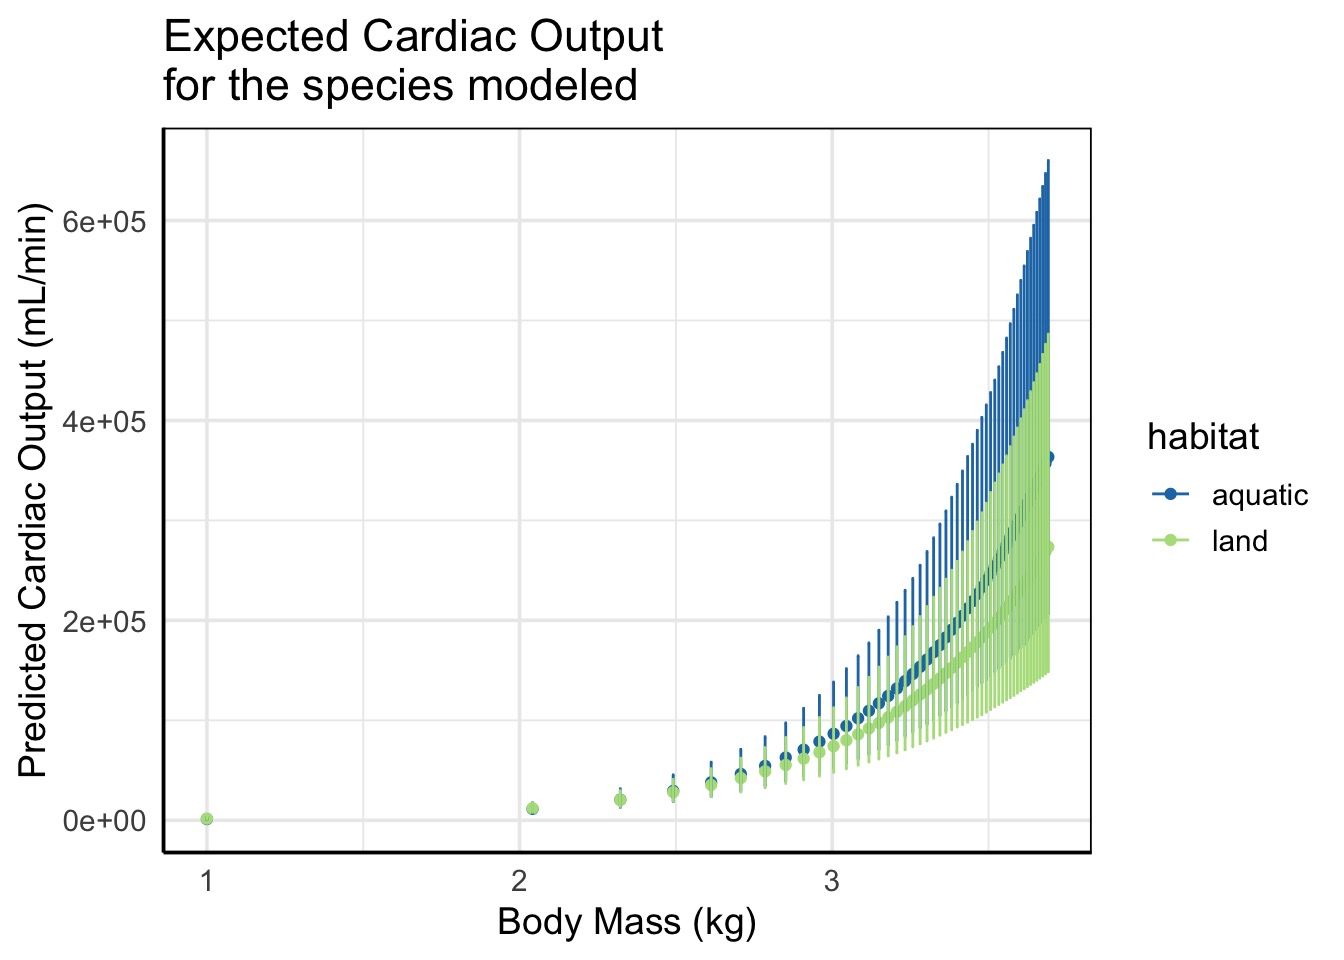 Expected Cardiac Output
for the species modeled
Predicted Cardiac Output (mL/min)
6e+05
4e+05
2e+05
0e+00
1
2
3
Body Mass (kg)
habitat
aquatic
land